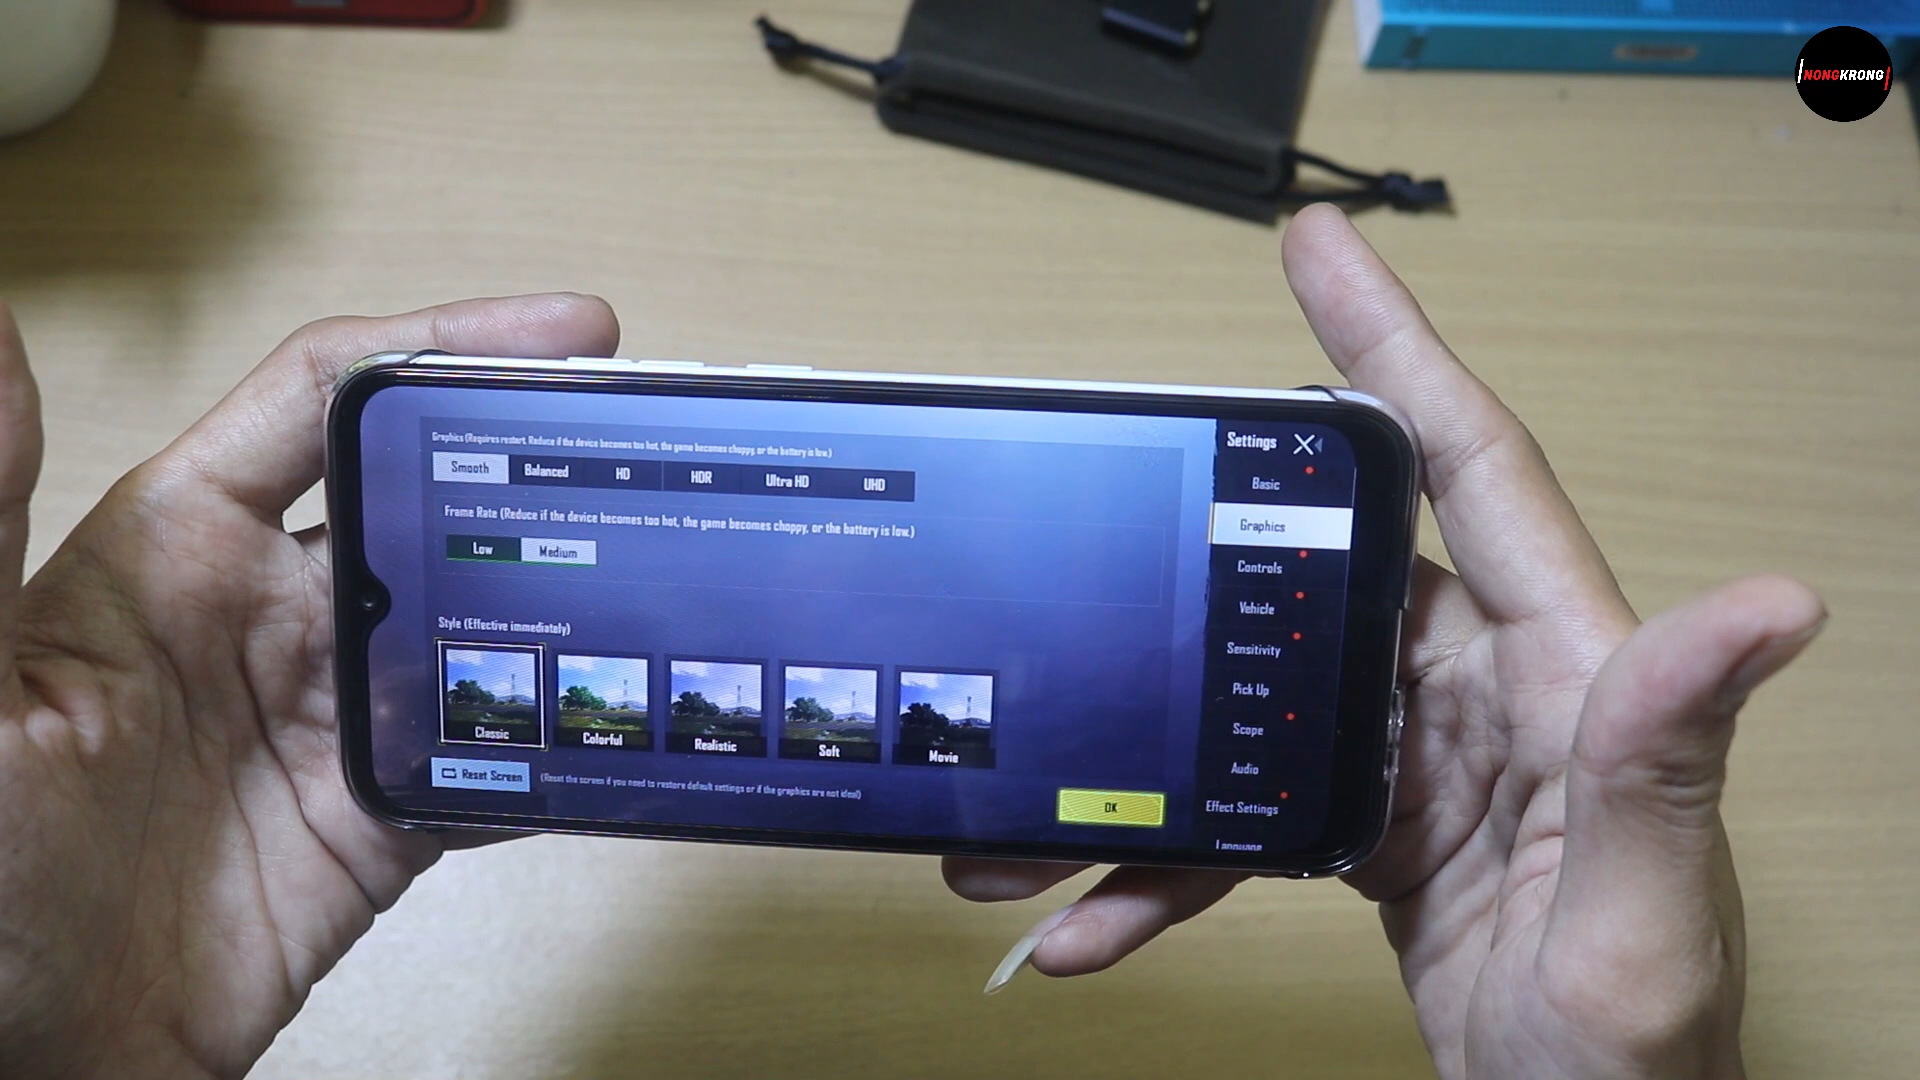 NONGKRONG
Graphics (Requires restart. Reduce if the device becomes too hot, the game becomes choppy, or the battery is low.)
Smooth Balanced HD HDR Ultra HD UHD
Frame Rate (Reduce if the device becomes too hot, the game becomes choppy, or the battery is low.)
Low Medium
Style (Effective immediately)
Classic Colorful Realistic Soft Movie
Reset Screen (Reset the screen if you need to restore default settings or if the graphics are not ideal)
OK
Settings
Basic
Graphics
Controls
Vehicle
Sensitivity
Pick Up
Scope
Audio
Effect Settings
Language